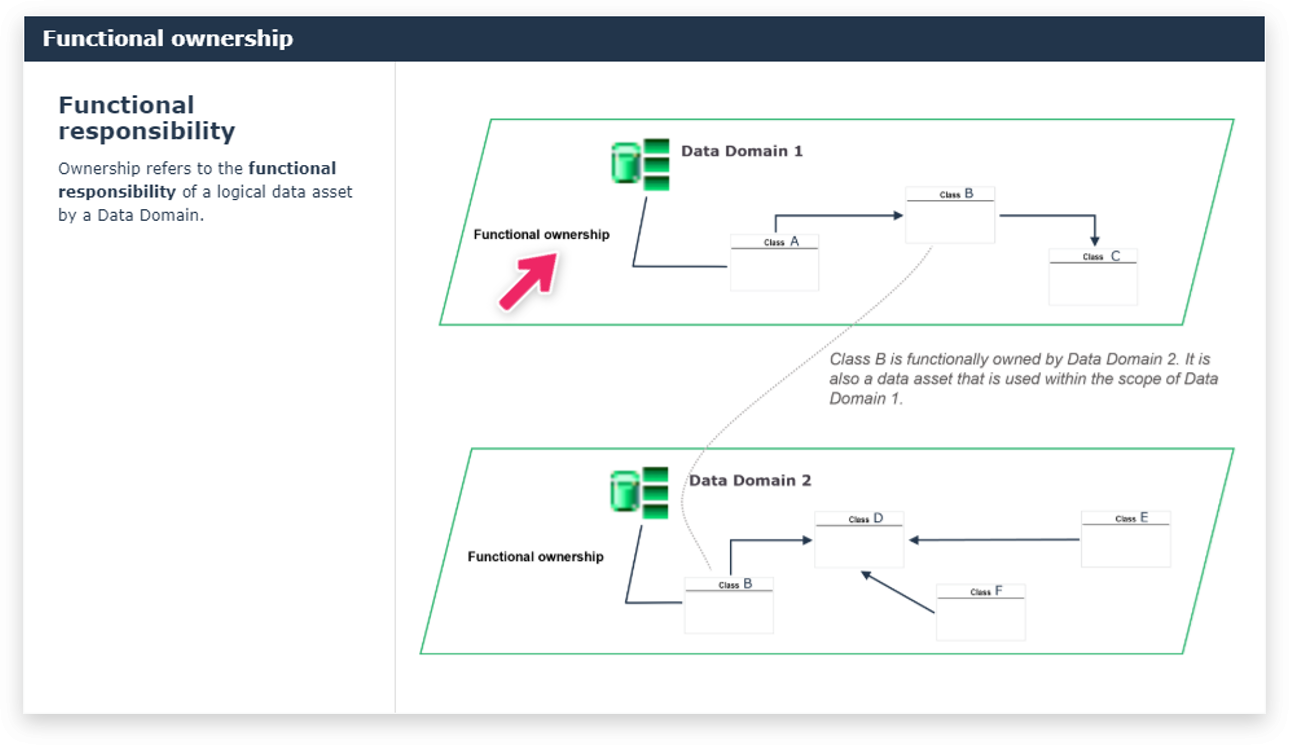 Functional ownership
Functional
responsibility
Ownership refers to the functional
responsibility of a logical data asset
by a Data Domain.
Data Domain 1
Functional ownership
Class A
Class B
Class C
Class B is functionally owned by Data Domain 2. It is
also a data asset that is used within the scope of Data
Domain 1.
Data Domain 2
Functional ownership
Class B
Class D
Class E
Class F